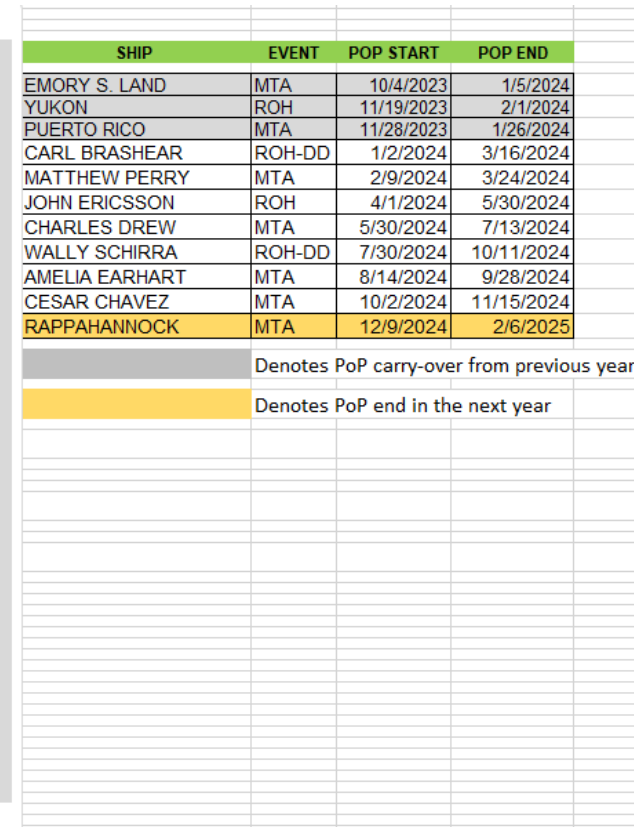 SHIP EVENT POP START POP END
EMORY S. LAND MTA 10/4/2023 1/5/2024
YUKON ROH 11/19/2023 2/1/2024
PUERTO RICO MTA 11/28/2023 1/26/2024
CARL BRASHEAR ROH-DD 1/2/2024 3/16/2024
MATTHEW PERRY MTA 2/9/2024 3/24/2024
JOHN ERICSSON ROH 4/1/2024 5/30/2024
CHARLES DREW MTA 5/30/2024 7/13/2024
WALLY SCHIRRA ROH-DD 7/30/2024 10/11/2024
AMELIA EARHART MTA 8/14/2024 9/28/2024
CESAR CHAVEZ MTA 10/2/2024 11/15/2024
RAPPAHANNOCK MTA 12/9/2024 2/6/2025
Denotes PoP carry-over from previous year
Denotes PoP end in the next year